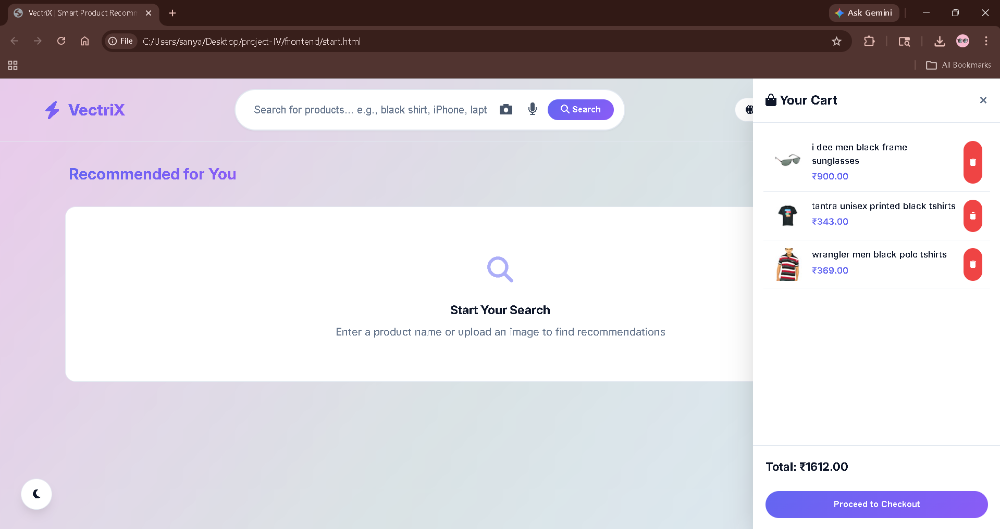 VectriX | Smart Product Recomm
Ask Gemini
File
C:/Users/sanya/Desktop/project-IV/frontend/start.html
All Bookmarks
VectriX
Search for products... e.g., black shirt, iPhone, lapt
Search
Recommended for You
Start Your Search
Enter a product name or upload an image to find recommendations
Your Cart
i dee men black frame
sunglasses
₹900.00
tantra unisex printed black tshirts
₹343.00
wrangler men black polo tshirts
₹369.00
Total: ₹1612.00
Proceed to Checkout